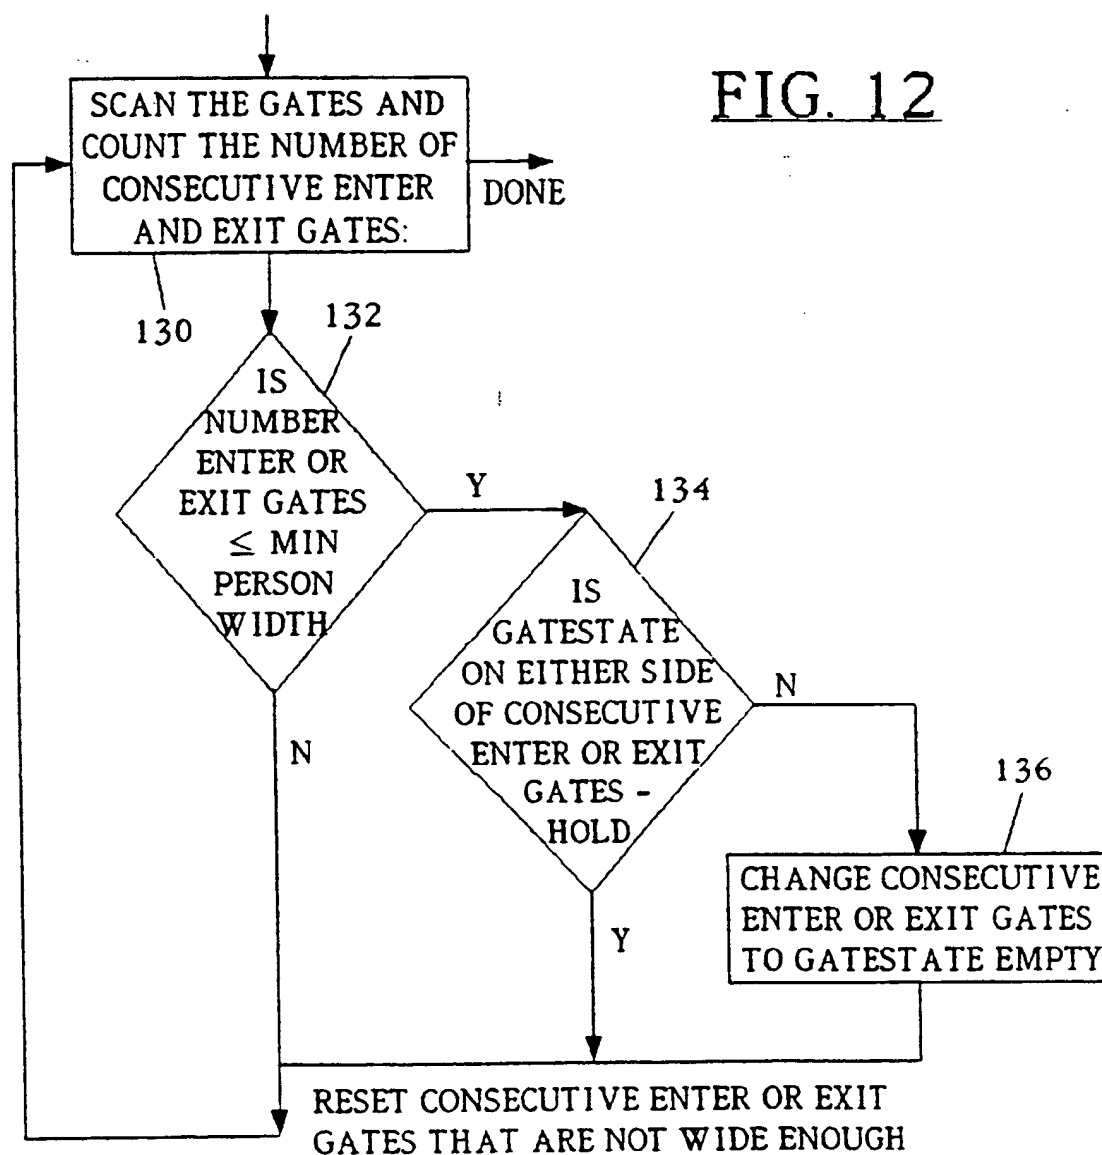 FIG. 12
SCAN THE GATES AND
COUNT THE NUMBER OF
CONSECUTIVE ENTER
AND EXIT GATES:
DONE
130
132
IS
NUMBER
ENTER OR
EXIT GATES
≤ MIN
PERSON
WIDTH
Y
N
134
IS
GATESTATE
ON EITHER SIDE
OF CONSECUTIVE
ENTER OR EXIT
GATES -
HOLD
N
Y
136
CHANGE CONSECUTIVE
ENTER OR EXIT GATES
TO GATESTATE EMPTY
RESET CONSECUTIVE ENTER OR EXIT
GATES THAT ARE NOT WIDE ENOUGH